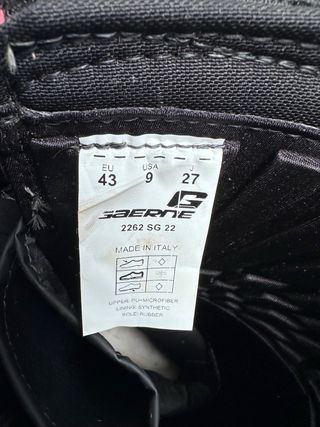 EU USA J
43 9 27
GAERNE
2262 SG 22
MADE IN ITALY
UPPER: PU-MICROFIBER
LINING: SYNTHETIC
SOLE: RUBBER